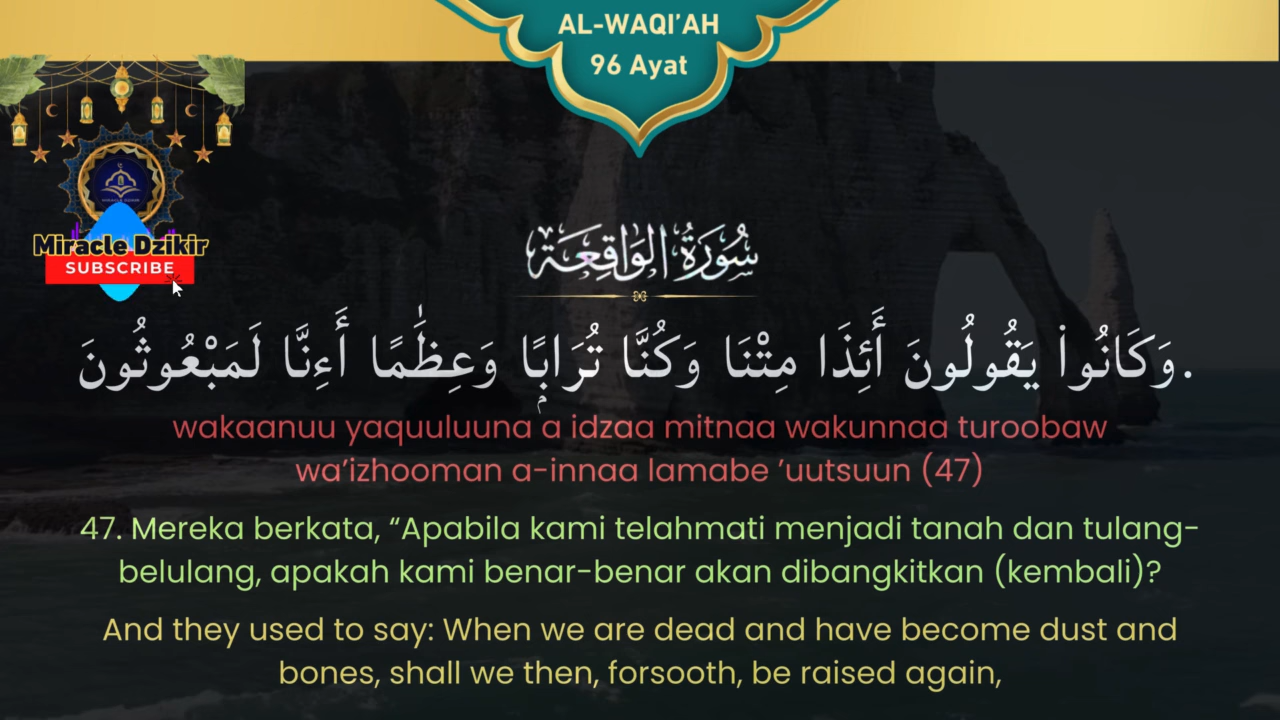 AL-WAQI'AH
96 Ayat
Miracle Dzikir
SUBSCRIBE
سُورَةُ الوَاقِعَة
وَكَانُوا۟ يَقُولُونَ أَئِذَا مِتْنَا وَكُنَّا تُرَابًۭا وَعِظَٰمًا أَءِنَّا لَمَبْعُوثُونَ.
wakaanuu yaquuluuna a idzaa mitnaa wakunnaa turoobaw
wa'izhooman a-innaa lamabe 'uutsuun (47)
47. Mereka berkata, “Apabila kami telahmati menjadi tanah dan tulang-
belulang, apakah kami benar-benar akan dibangkitkan (kembali)?
And they used to say: When we are dead and have become dust and
bones, shall we then, forsooth, be raised again,